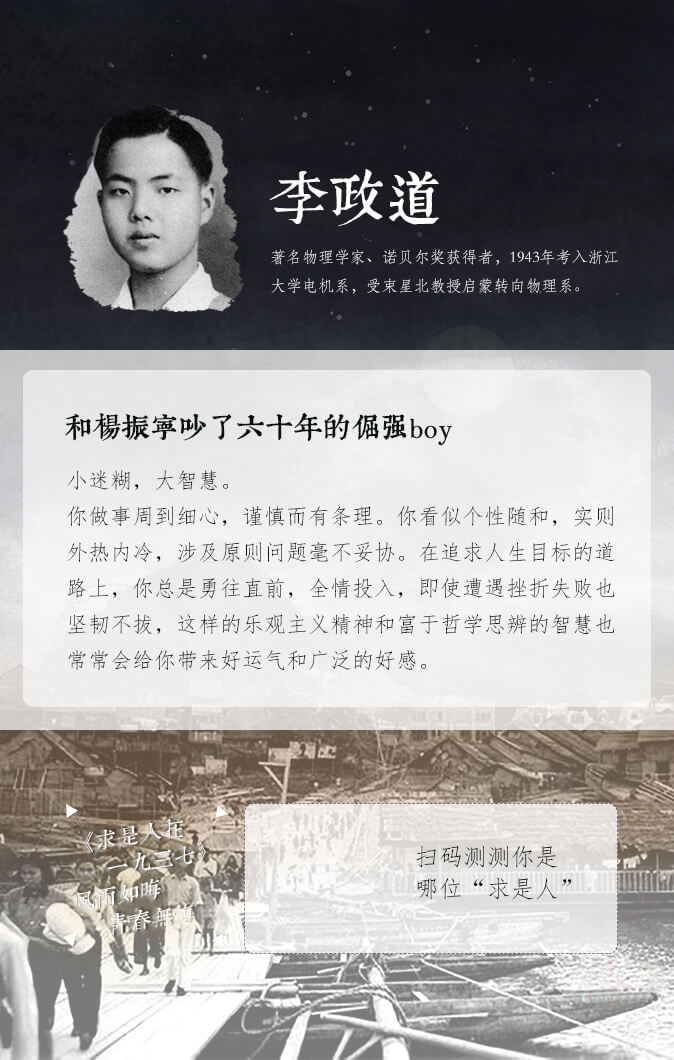 李政道
著名物理学家、诺贝尔奖获得者，1943年考入浙江
大学电机系，受束星北教授启蒙转向物理系。
和楊振寧吵了六十年的倔强boy
小迷糊，大智慧。
你做事周到细心，谨慎而有条理。你看似个性随和，实则
外热内冷，涉及原则问题毫不妥协。在追求人生目标的道
路上，你总是勇往直前，全情投入，即使遭遇挫折失败也
坚韧不拔，这样的乐观主义精神和富于哲学思辨的智慧也
常常会给你带来好运气和广泛的好感。
《求是人在
一九三七》
风雨如晦
青春無悔
扫码测测你是
哪位“求是人”